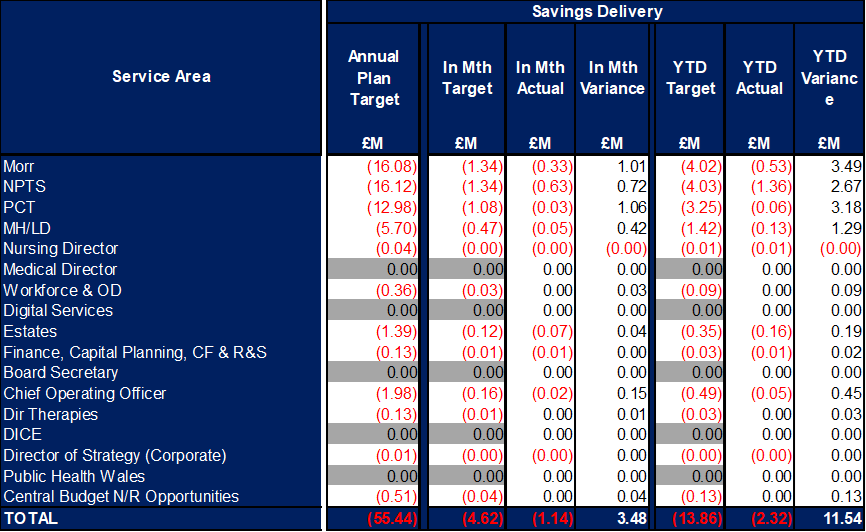 Savings Delivery
Service Area Annual Plan Target In Mth Target In Mth Actual In Mth Variance YTD Target YTD Actual YTD Varianc e
£M £M £M £M £M £M £M
Morr (16.08) (1.34) (0.33) 1.01 (4.02) (0.53) 3.49
NPTS (16.12) (1.34) (0.63) 0.72 (4.03) (1.36) 2.67
PCT (12.98) (1.08) (0.03) 1.06 (3.25) (0.06) 3.18
MH/LD (5.70) (0.47) (0.05) 0.42 (1.42) (0.13) 1.29
Nursing Director (0.04) (0.00) (0.00) (0.00) (0.01) (0.01) (0.00)
Medical Director 0.00 0.00 0.00 0.00 0.00 0.00 0.00
Workforce & OD (0.36) (0.03) 0.00 0.03 (0.09) 0.00 0.09
Digital Services 0.00 0.00 0.00 0.00 0.00 0.00 0.00
Estates (1.39) (0.12) (0.07) 0.04 (0.35) (0.16) 0.19
Finance, Capital Planning, CF & R&S (0.13) (0.01) (0.01) 0.00 (0.03) (0.01) 0.02
Board Secretary 0.00 0.00 0.00 0.00 0.00 0.00 0.00
Chief Operating Officer (1.98) (0.16) (0.02) 0.15 (0.49) (0.05) 0.45
Dir Therapies (0.13) (0.01) 0.00 0.01 (0.03) 0.00 0.03
DICE 0.00 0.00 0.00 0.00 0.00 0.00 0.00
Director of Strategy (Corporate) (0.01) (0.00) (0.00) 0.00 (0.00) (0.00) 0.00
Public Health Wales 0.00 0.00 0.00 0.00 0.00 0.00 0.00
Central Budget N/R Opportunities (0.51) (0.04) 0.00 0.04 (0.13) 0.00 0.13
TOTAL (55.44) (4.62) (1.14) 3.48 (13.86) (2.32) 11.54